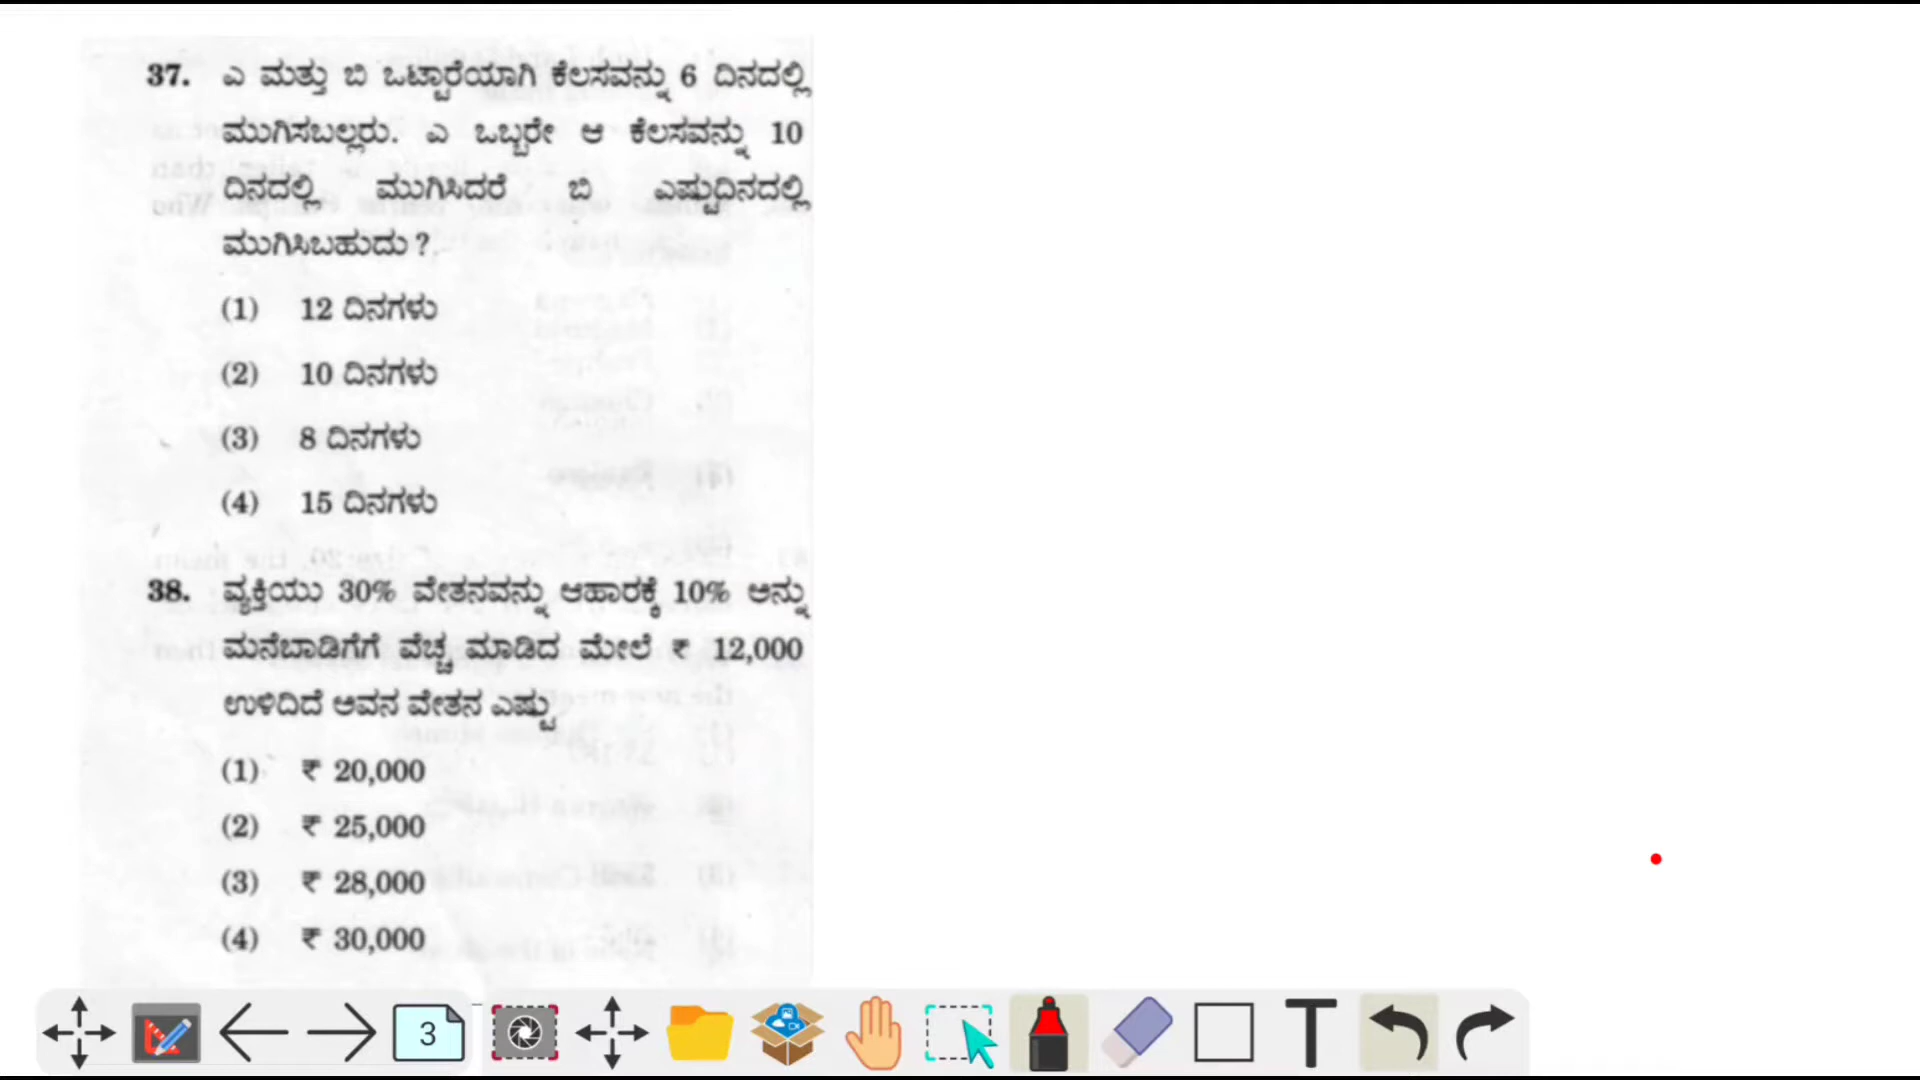 37. ಎ ಮತ್ತು ಬಿ ಒಟ್ಟಾರೆಯಾಗಿ ಕೆಲಸವನ್ನು 6 ದಿನದಲ್ಲಿ
ಮುಗಿಸಬಲ್ಲರು. ಎ ಒಬ್ಬರೇ ಆ ಕೆಲಸವನ್ನು 10
ದಿನದಲ್ಲಿ ಮುಗಿಸಿದರೆ ಬಿ ಎಷ್ಟುದಿನದಲ್ಲಿ
ಮುಗಿಸಿಬಹುದು ?
(1) 12 ದಿನಗಳು
(2) 10 ದಿನಗಳು
(3) 8 ದಿನಗಳು
(4) 15 ದಿನಗಳು
38. ವ್ಯಕ್ತಿಯು 30% ವೇತನವನ್ನು ಆಹಾರಕ್ಕೆ 10% ಅನ್ನು
ಮನೆಬಾಡಿಗೆಗೆ ವೆಚ್ಚ ಮಾಡಿದ ಮೇಲೆ ₹ 12,000
ಉಳಿದಿದೆ ಅವನ ವೇತನ ಎಷ್ಟು
(1) ₹ 20,000
(2) ₹ 25,000
(3) ₹ 28,000
(4) ₹ 30,000
3
T